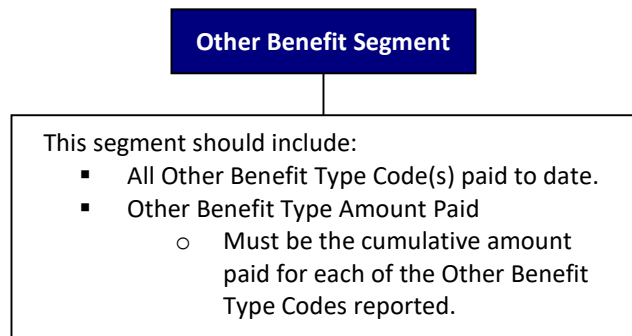 Other Benefit Segment
This segment should include:
▪ All Other Benefit Type Code(s) paid to date.
▪ Other Benefit Type Amount Paid
o Must be the cumulative amount
paid for each of the Other Benefit
Type Codes reported.